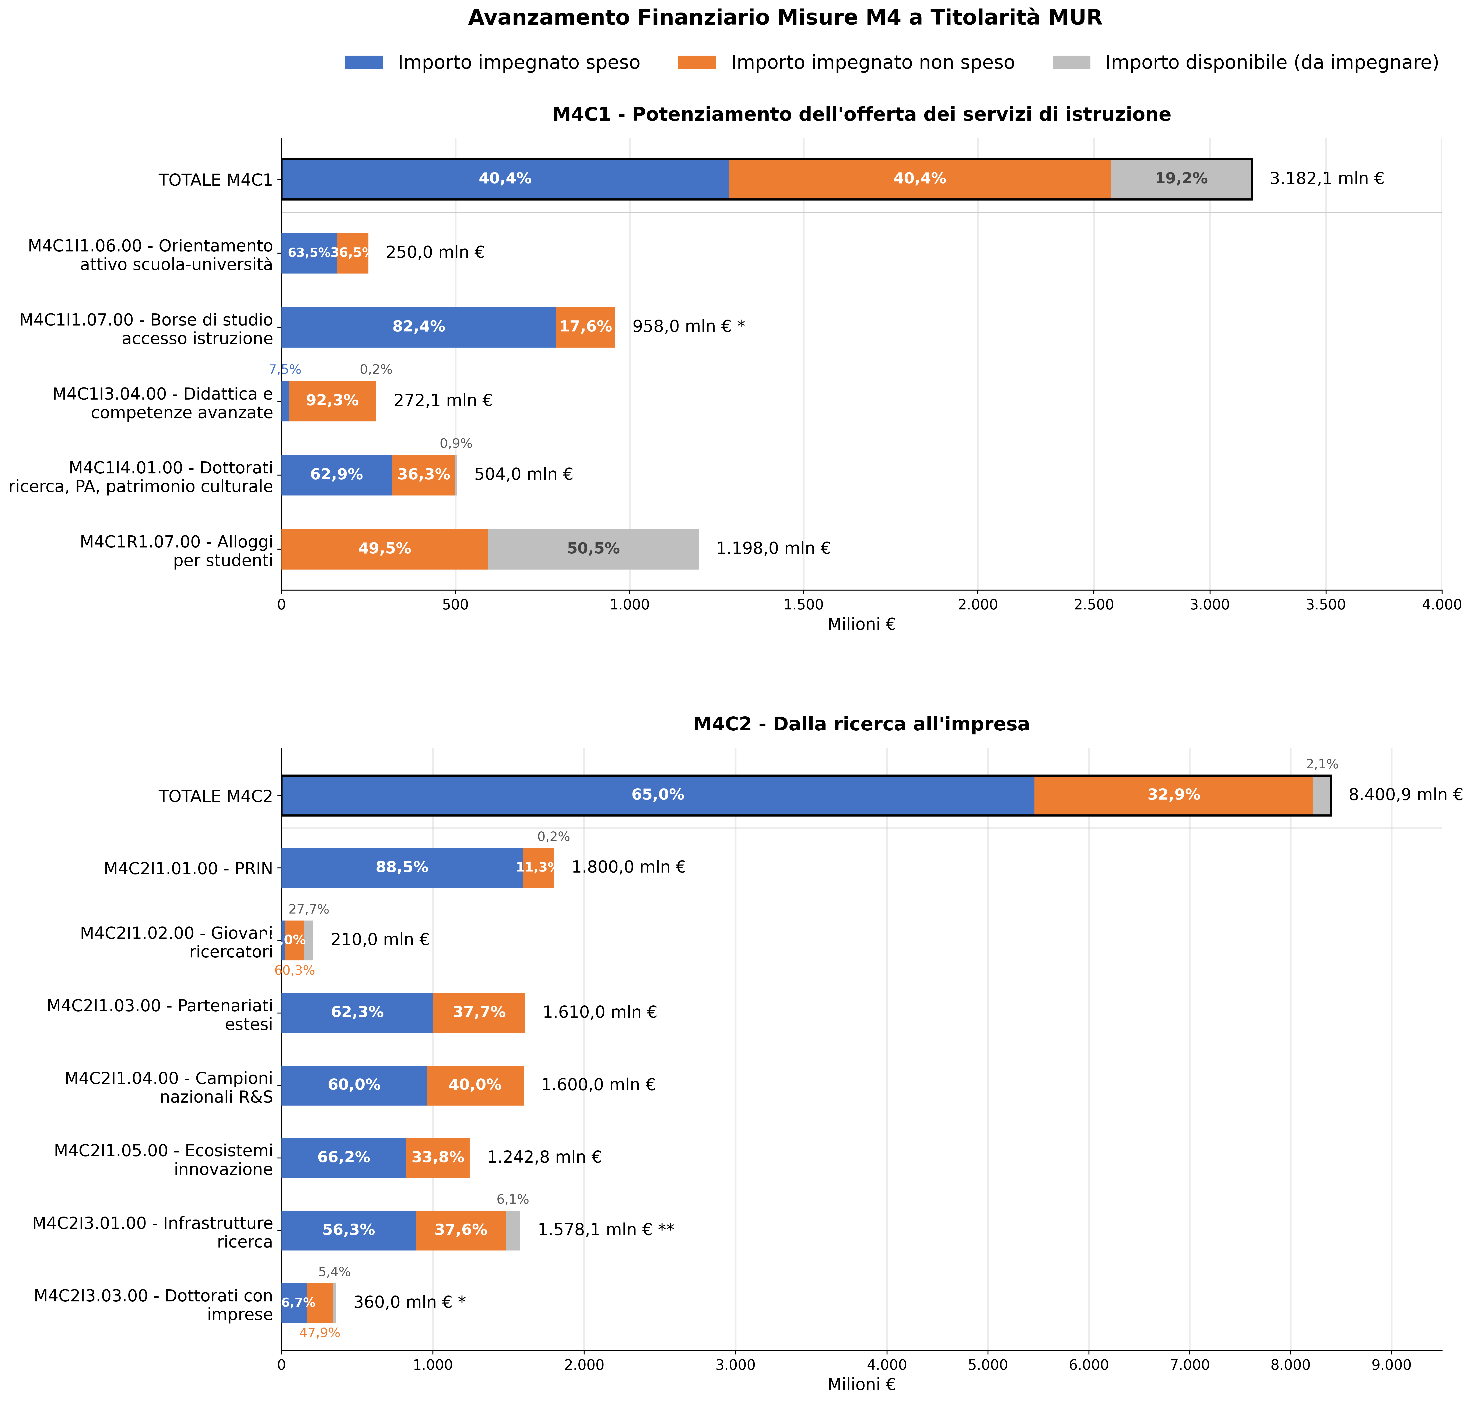 Avanzamento Finanziario Misure M4 a Titolarità MUR
Importo impegnato speso
Importo impegnato non speso
Importo disponibile (da impegnare)
M4C1 - Potenziamento dell'offerta dei servizi di istruzione
TOTALE M4C1
40,4%
40,4%
19,2%
3.182,1 mln €
M4C1I1.06.00 - Orientamento
attivo scuola-università
63,5%
36,5%
250,0 mln €
M4C1I1.07.00 - Borse di studio
accesso istruzione
82,4%
17,6%
958,0 mln € *
7,5%
0,2%
M4C1I3.04.00 - Didattica e
competenze avanzate
92,3%
272,1 mln €
0,9%
M4C1I4.01.00 - Dottorati
ricerca, PA, patrimonio culturale
62,9%
36,3%
504,0 mln €
M4C1R1.07.00 - Alloggi
per studenti
49,5%
50,5%
1.198,0 mln €
0 500 1.000 1.500 2.000 2.500 3.000 3.500 4.000
Milioni €
M4C2 - Dalla ricerca all'impresa
2,1%
TOTALE M4C2
65,0%
32,9%
8.400,9 mln €
0,2%
M4C2I1.01.00 - PRIN
88,5%
11,3%
1.800,0 mln €
27,7%
M4C2I1.02.00 - Giovani
ricercatori
0%
210,0 mln €
60,3%
M4C2I1.03.00 - Partenariati
estesi
62,3%
37,7%
1.610,0 mln €
M4C2I1.04.00 - Campioni
nazionali R&S
60,0%
40,0%
1.600,0 mln €
M4C2I1.05.00 - Ecosistemi
innovazione
66,2%
33,8%
1.242,8 mln €
6,1%
M4C2I3.01.00 - Infrastrutture
ricerca
56,3%
37,6%
1.578,1 mln € **
5,4%
M4C2I3.03.00 - Dottorati con
imprese
6,7%
360,0 mln € *
47,9%
0 1.000 2.000 3.000 4.000 5.000 6.000 7.000 8.000 9.000
Milioni €